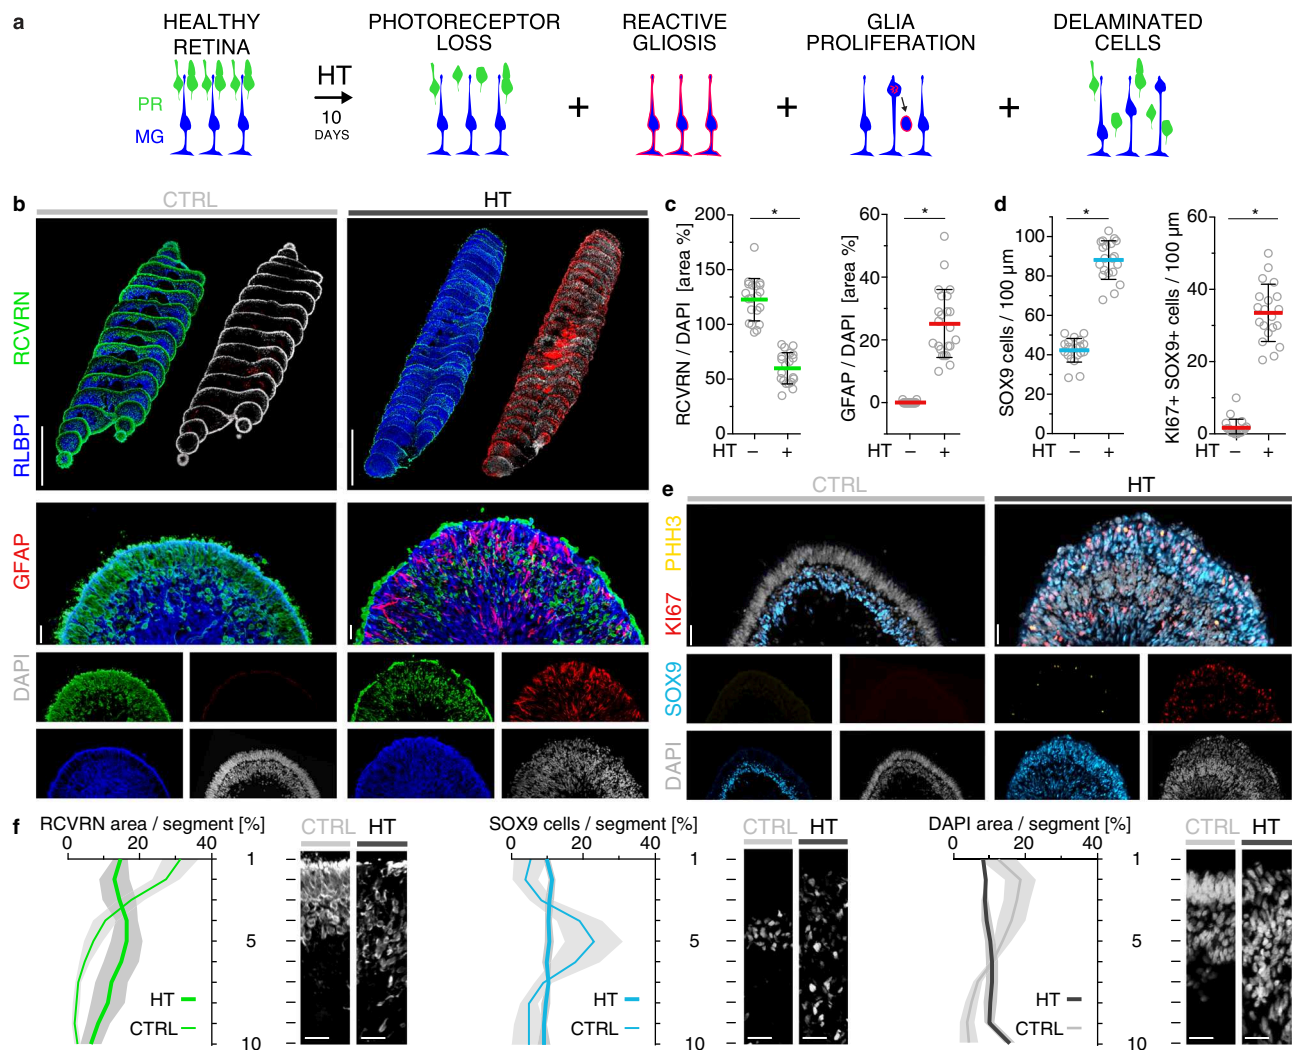 a
HEALTHY
RETINA
PHOTORECEPTOR
LOSS
REACTIVE
GLIOSIS
GLIA
PROLIFERATION
DELAMINATED
CELLS
PR
MG
HT
10
DAYS
+
+
+
b
CTRL
HT
RLBP1 RCVRN
GFAP
DAPI
c
RCVRN / DAPI [area %]
200
150
100
50
0
*
HT − +
GFAP / DAPI [area %]
60
40
20
0
*
HT − +
d
SOX9 cells / 100 µm
100
80
60
40
20
0
*
HT − +
KI67+ SOX9+ cells / 100 µm
60
40
20
0
*
HT − +
e
CTRL
HT
KI67 PHH3
SOX9
DAPI
f
RCVRN area / segment [%]
0 20 40
1
5
10
HT
CTRL
CTRL HT
SOX9 cells / segment [%]
0 20 40
1
5
10
HT
CTRL
CTRL HT
DAPI area / segment [%]
0 20 40
1
5
10
HT
CTRL
CTRL HT